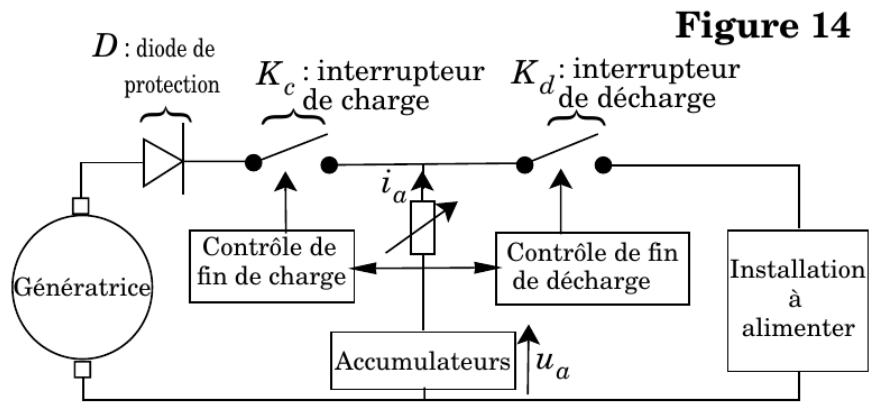 Figure 14
D : diode de
protection
K_c : interrupteur
de charge
K_d : interrupteur
de décharge
i_a
Contrôle de
fin de charge
Contrôle de fin
de décharge
Génératrice
Installation
à
alimenter
Accumulateurs
u_a